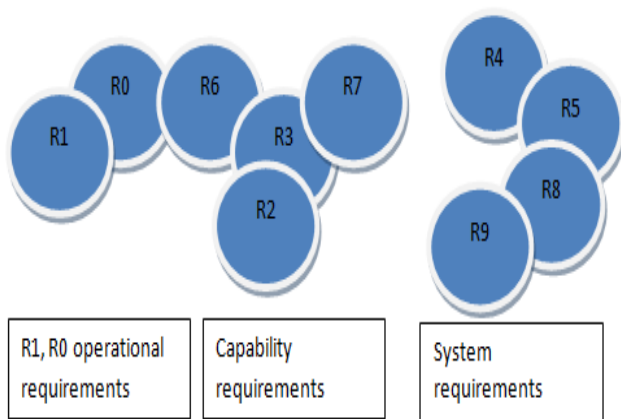 R0
R6
R7
R4
R1
R3
R5
R2
R8
R9
R1, R0 operational
requirements
Capability
requirements
System
requirements